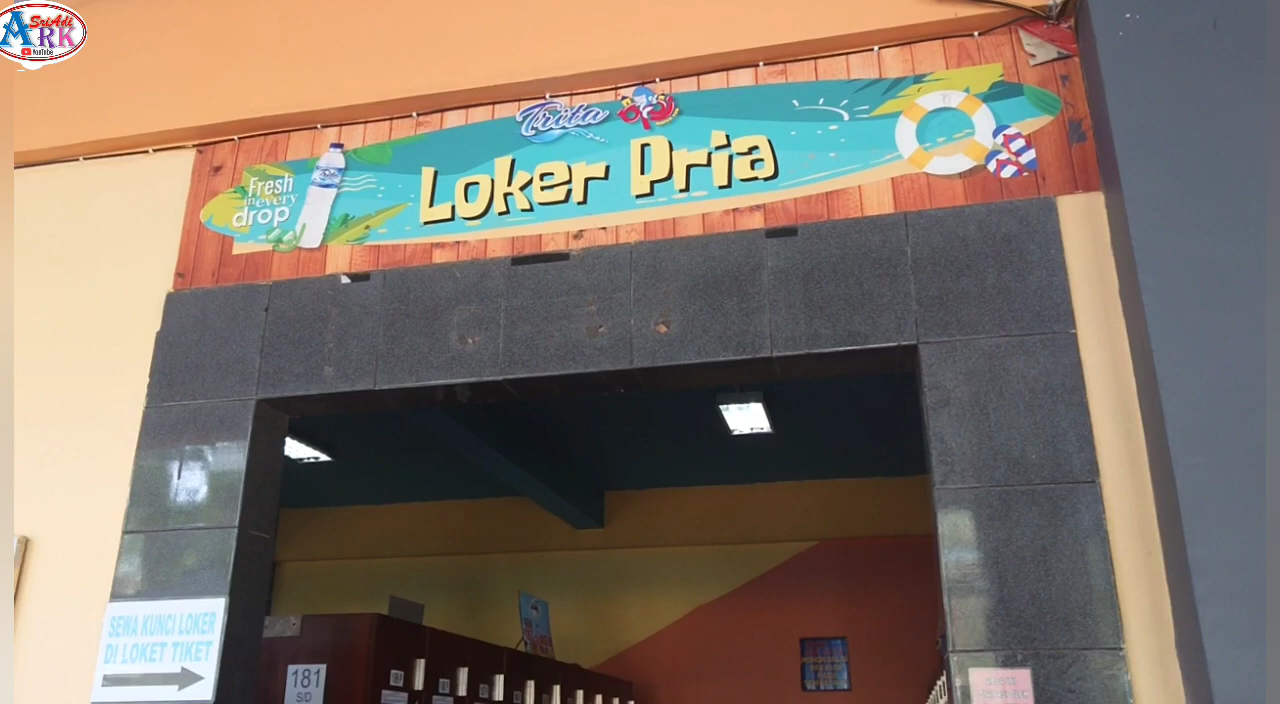 SriAdi
ARK
YouTube
Trita
Loker Pria
Fresh
in every
drop
SEWA KUNCI LOKER
DI LOKET TIKET
181
S/D